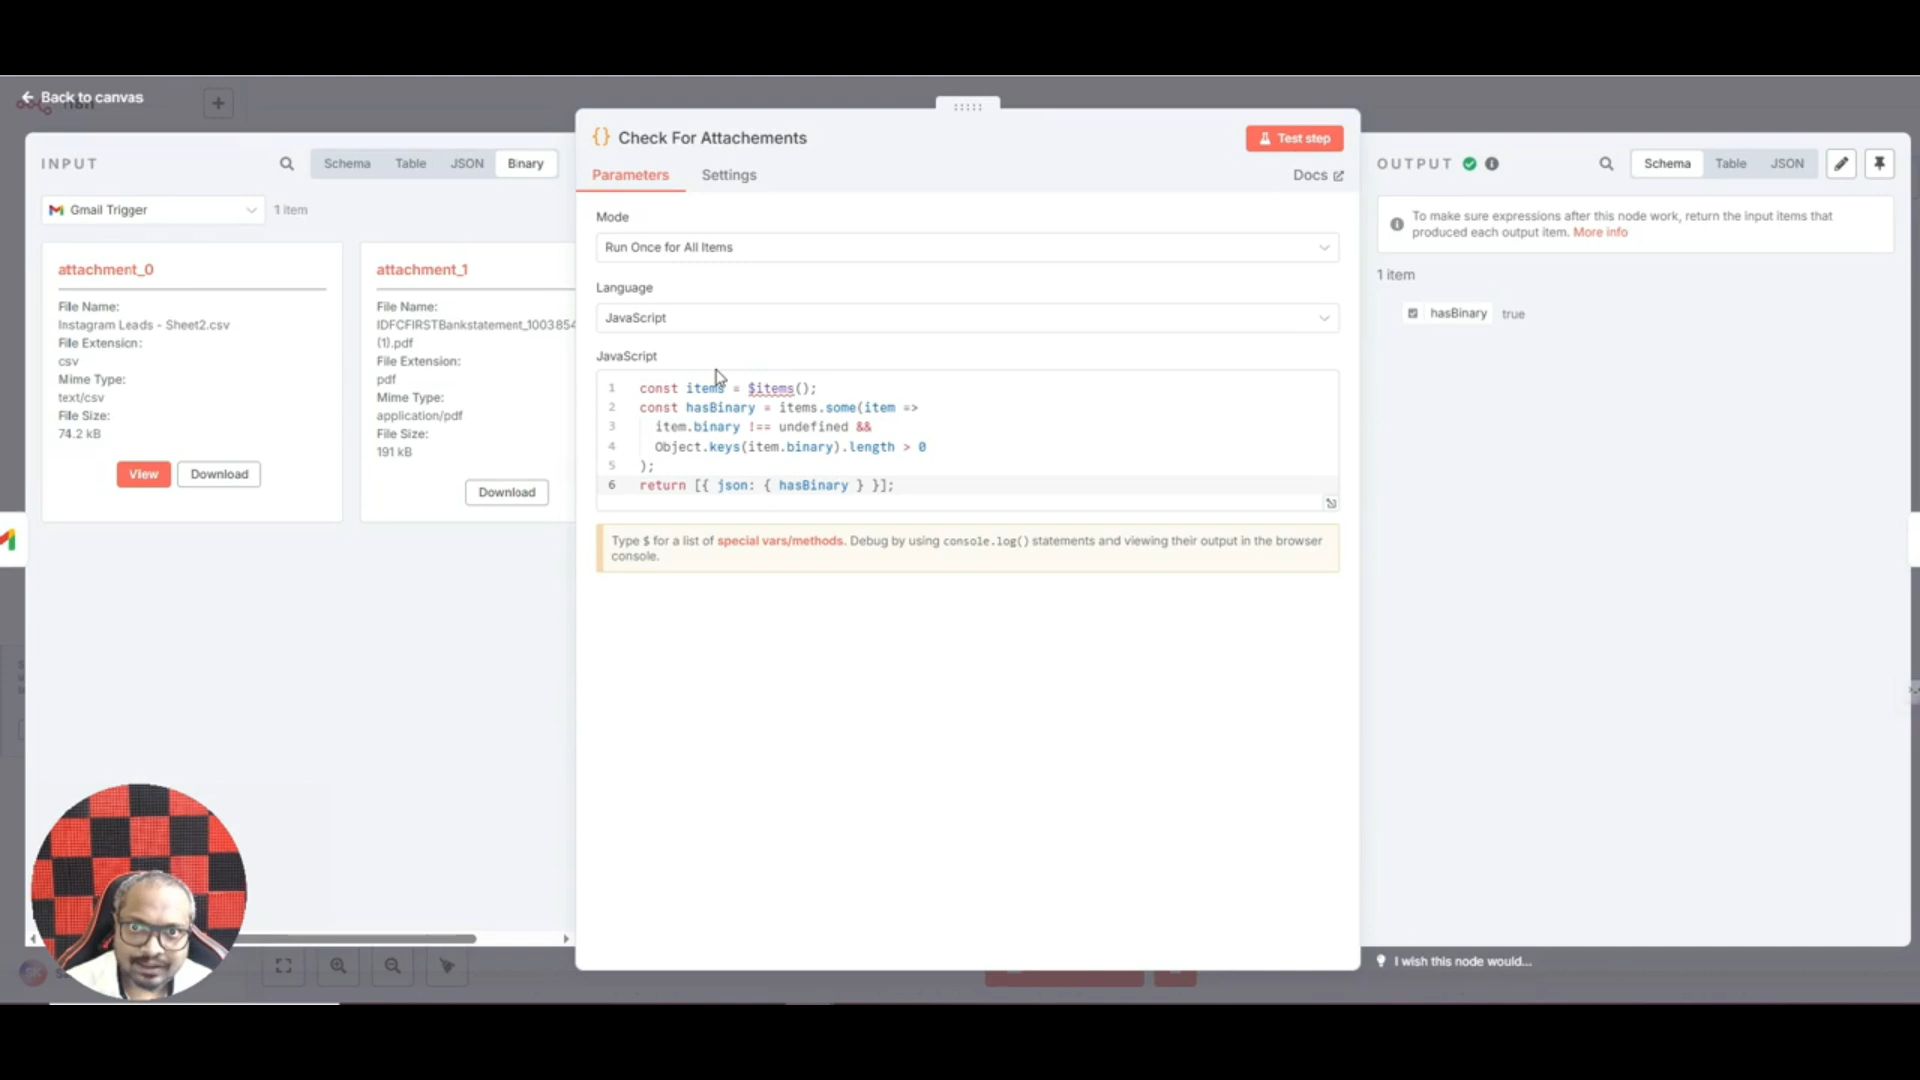 Back to canvas
INPUT
Schema
Table
JSON
Binary
Gmail Trigger
1 item
attachment_0
File Name:
Instagram Leads - Sheet2.csv
File Extension:
csv
Mime Type:
text/csv
File Size:
74.2 kB
View
Download
attachment_1
File Name:
IDFCFIRSTBankstatement_1003854
(1).pdf
File Extension:
pdf
Mime Type:
application/pdf
File Size:
191 kB
Download
{} Check For Attachements
Test step
Parameters
Settings
Docs
Mode
Run Once for All Items
Language
JavaScript
JavaScript
1 const items = $items();
2 const hasBinary = items.some(item =>
3 item.binary !== undefined &&
4 Object.keys(item.binary).length > 0
5 );
6 return [{ json: { hasBinary } }];
Type $ for a list of special vars/methods. Debug by using console.log() statements and viewing their output in the browser
console.
OUTPUT
Schema
Table
JSON
To make sure expressions after this node work, return the input items that
produced each output item. More info
1 item
hasBinary true
I wish this node would...